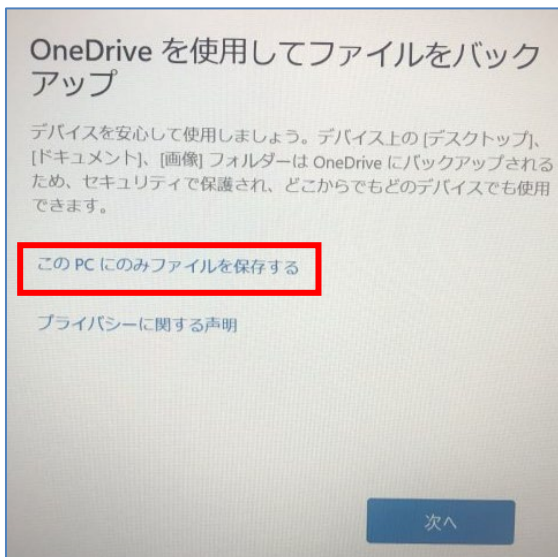 OneDrive を使用してファイルをバック
アップ
デバイスを安心して使用しましょう。デバイス上の [デスクトップ]、
[ドキュメント]、[画像] フォルダーは OneDrive にバックアップされる
ため、セキュリティで保護され、どこからでもどのデバイスでも使用
できます。
この PC にのみファイルを保存する
プライバシーに関する声明
次へ